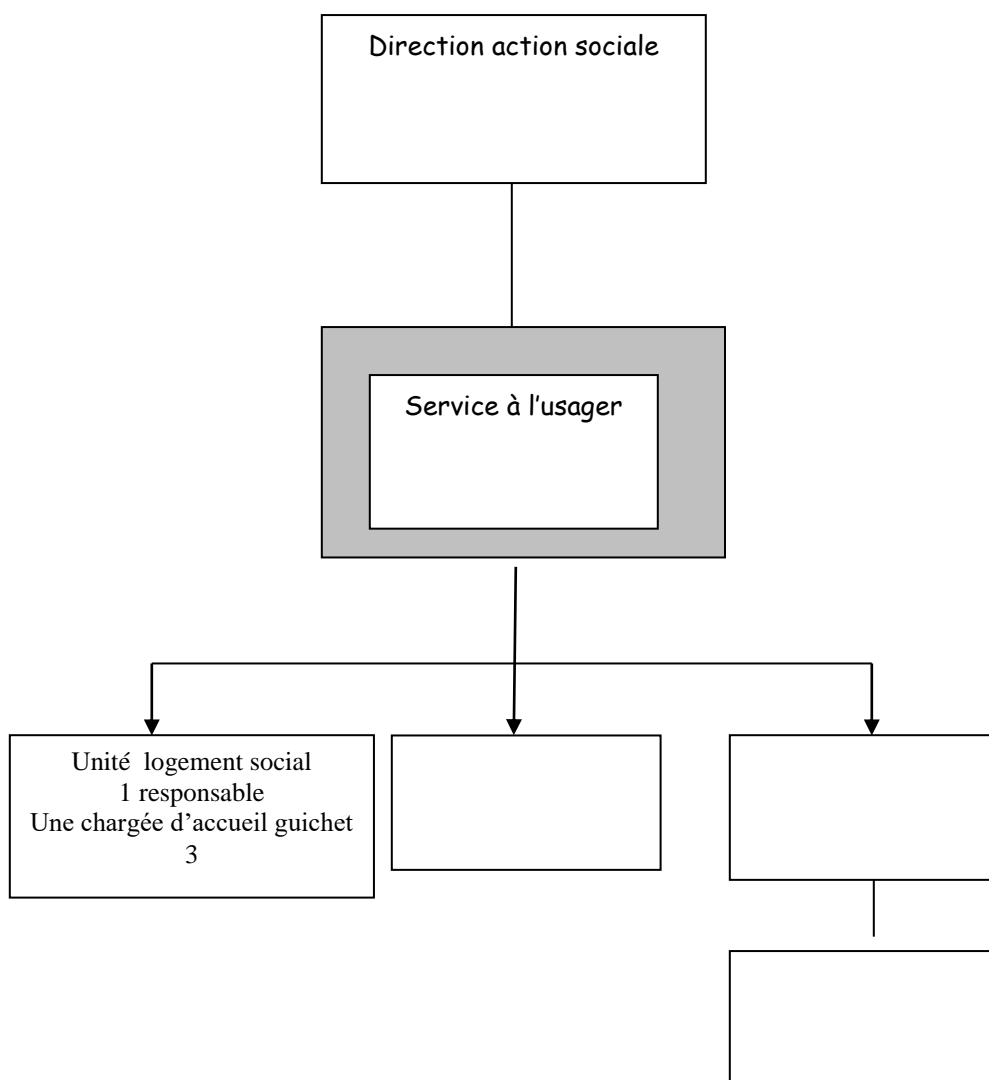 Direction action sociale
Service à l'usager
Unité logement social
1 responsable
Une chargée d'accueil guichet
3